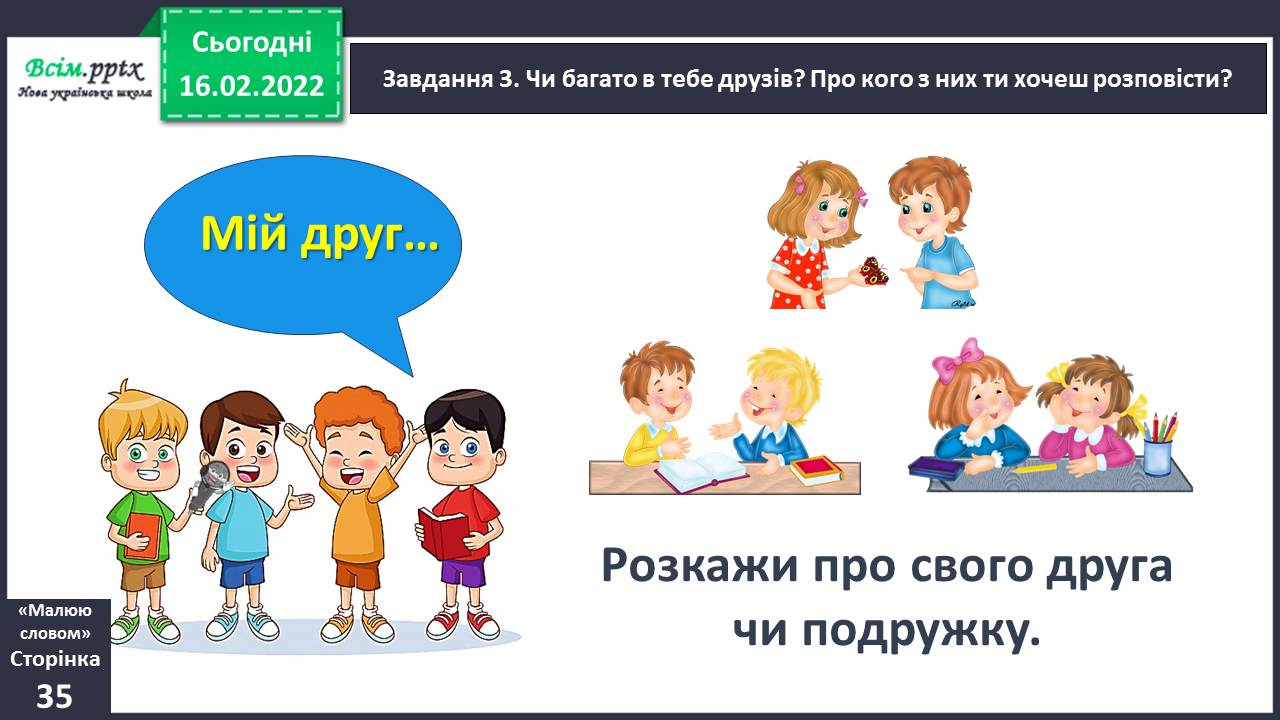 Сьогодні
16.02.2022
Всім.pptx
Нова українська школа
Завдання 3. Чи багато в тебе друзів? Про кого з них ти хочеш розповісти?
Мій друг...
Розкажи про свого друга
чи подружку.
«Малюю
словом»
Сторінка
35